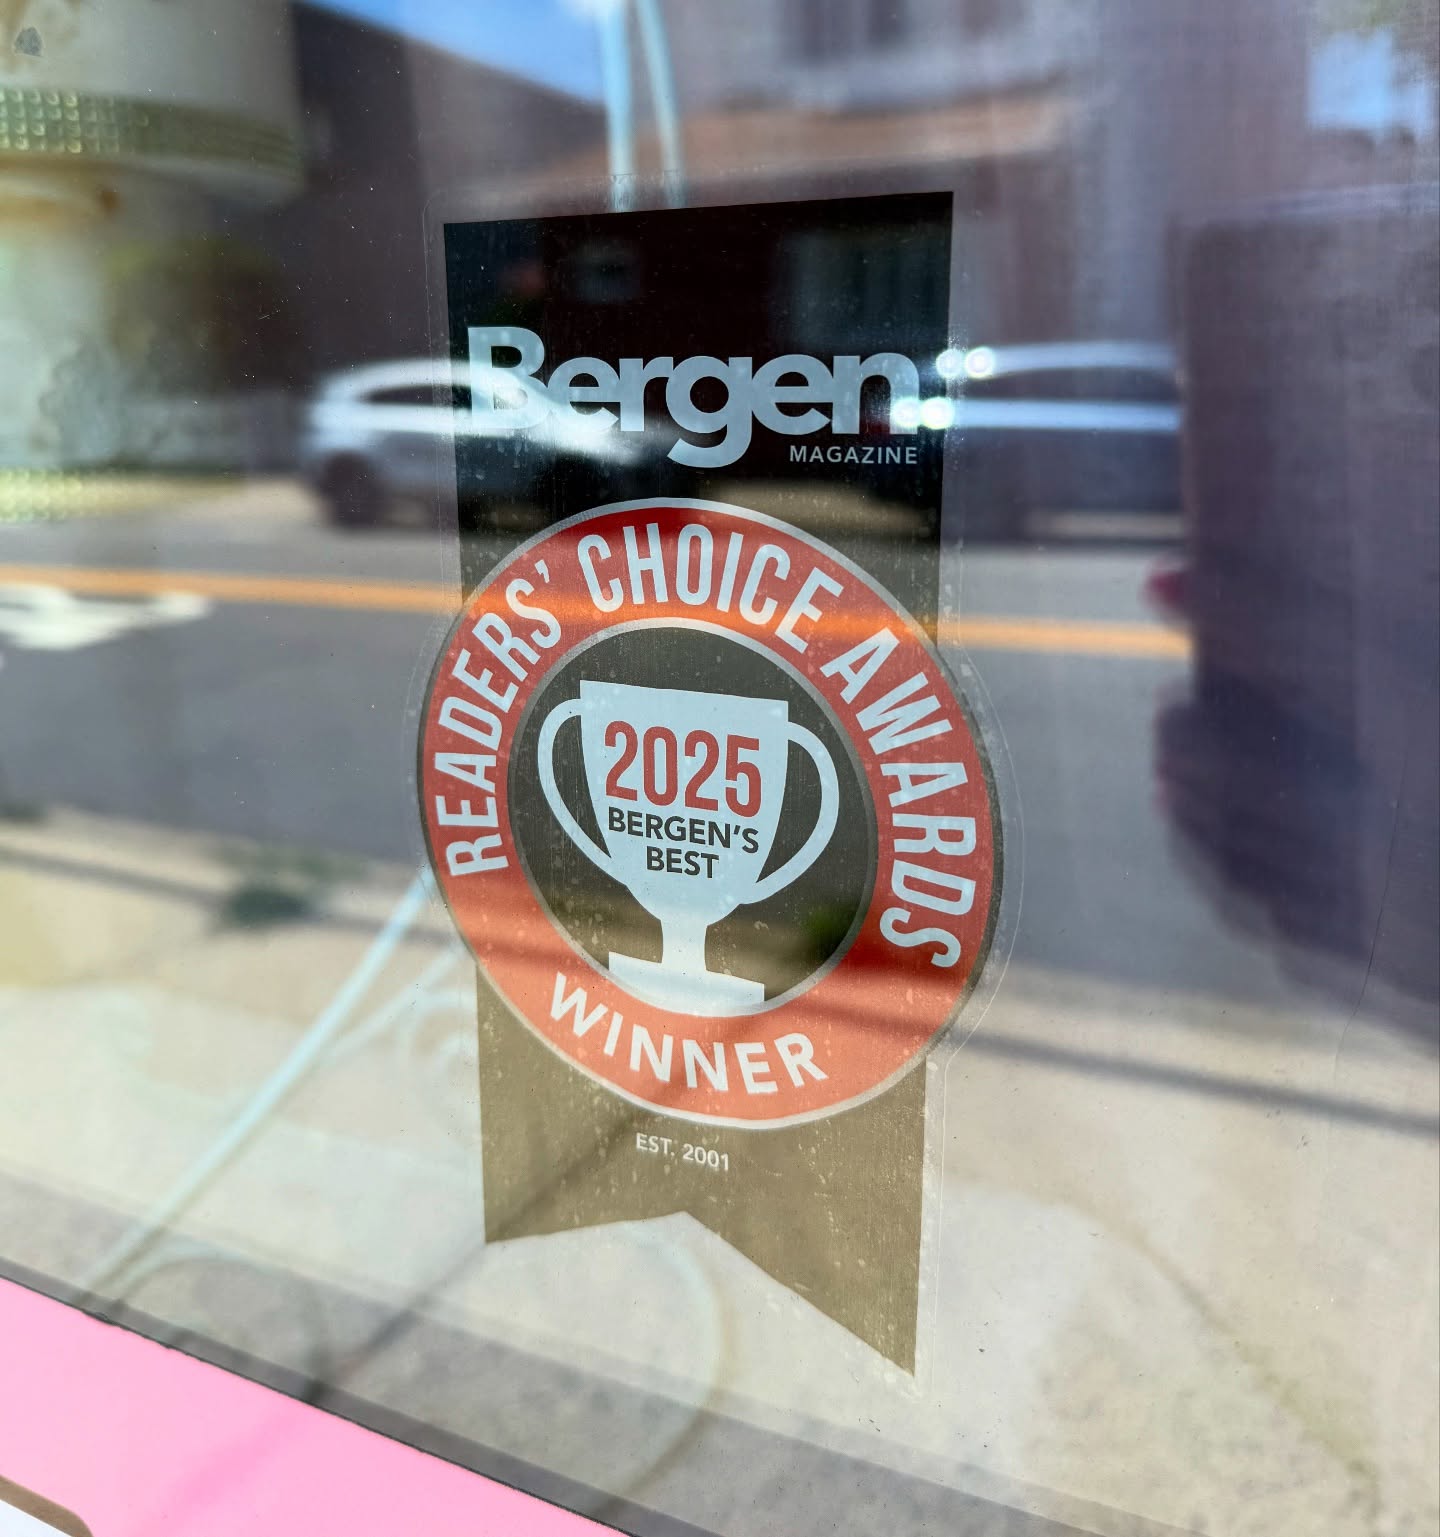 Bergen
MAGAZINE
READERS' CHOICE AWARDS
2025
BERGEN'S
BEST
WINNER
EST. 2001